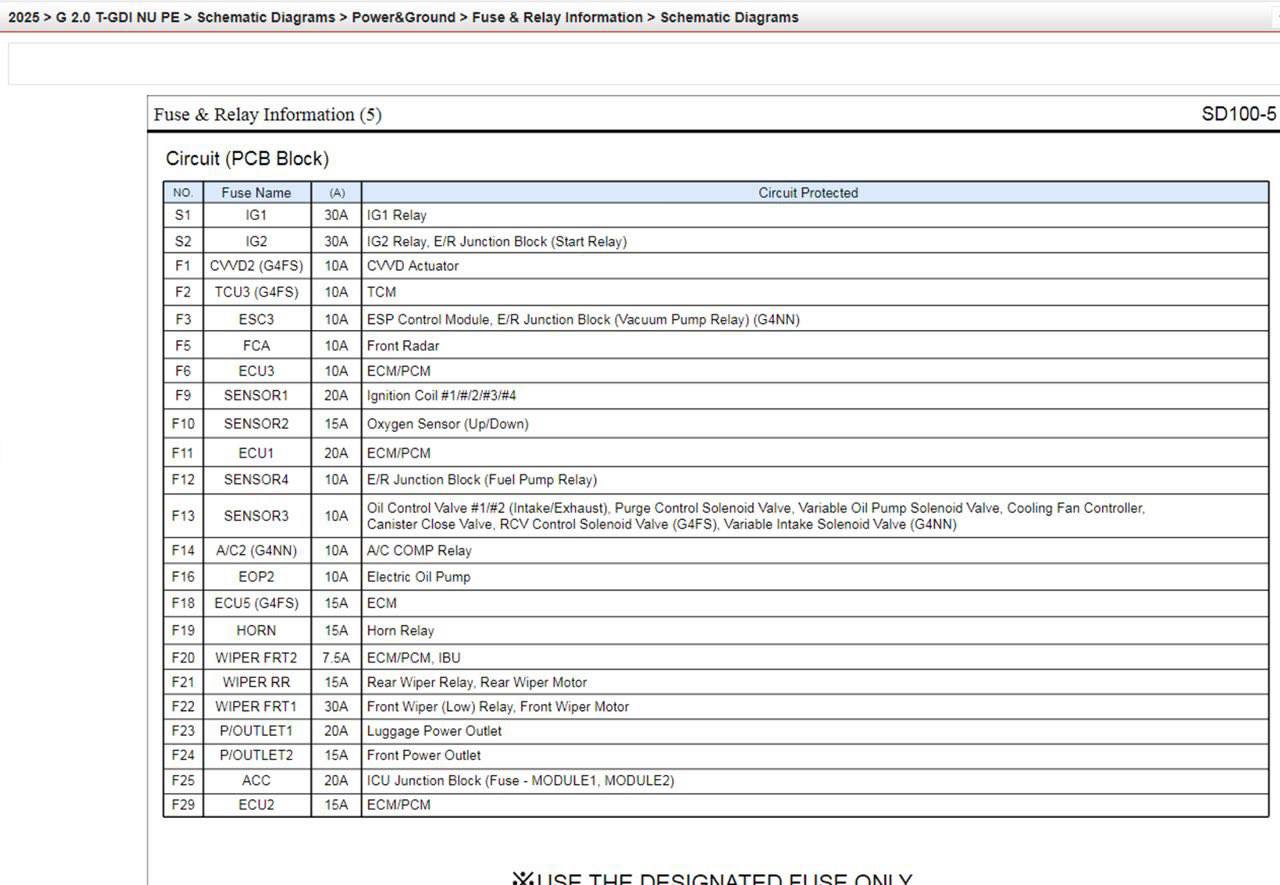 2025 > G 2.0 T-GDI NU PE > Schematic Diagrams > Power&Ground > Fuse & Relay Information > Schematic Diagrams
Fuse & Relay Information (5) SD100-5
Circuit (PCB Block)
NO. Fuse Name (A) Circuit Protected
S1 IG1 30A IG1 Relay
S2 IG2 30A IG2 Relay, E/R Junction Block (Start Relay)
F1 CVVD2 (G4FS) 10A CVVD Actuator
F2 TCU3 (G4FS) 10A TCM
F3 ESC3 10A ESP Control Module, E/R Junction Block (Vacuum Pump Relay) (G4NN)
F5 FCA 10A Front Radar
F6 ECU3 10A ECM/PCM
F9 SENSOR1 20A Ignition Coil #1/#/2/#3/#4
F10 SENSOR2 15A Oxygen Sensor (Up/Down)
F11 ECU1 20A ECM/PCM
F12 SENSOR4 10A E/R Junction Block (Fuel Pump Relay)
F13 SENSOR3 10A Oil Control Valve #1/#2 (Intake/Exhaust), Purge Control Solenoid Valve, Variable Oil Pump Solenoid Valve, Cooling Fan Controller,
Canister Close Valve, RCV Control Solenoid Valve (G4FS), Variable Intake Solenoid Valve (G4NN)
F14 A/C2 (G4NN) 10A A/C COMP Relay
F16 EOP2 10A Electric Oil Pump
F18 ECU5 (G4FS) 15A ECM
F19 HORN 15A Horn Relay
F20 WIPER FRT2 7.5A ECM/PCM, IBU
F21 WIPER RR 15A Rear Wiper Relay, Rear Wiper Motor
F22 WIPER FRT1 30A Front Wiper (Low) Relay, Front Wiper Motor
F23 P/OUTLET1 20A Luggage Power Outlet
F24 P/OUTLET2 15A Front Power Outlet
F25 ACC 20A ICU Junction Block (Fuse - MODULE1, MODULE2)
F29 ECU2 15A ECM/PCM
※USE THE DESIGNATED FUSE ONLY